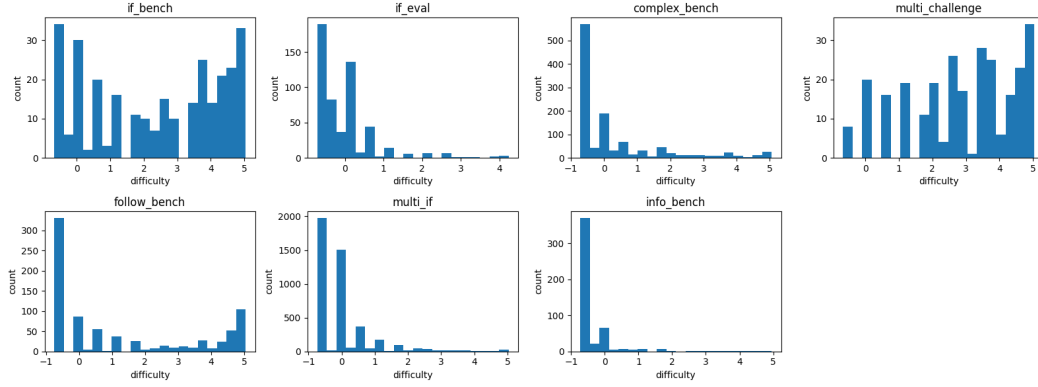 if_bench
30
20
10
0
count
0 1 2 3 4 5
difficulty
if_eval
150
100
50
0
count
0 1 2 3 4
difficulty
complex_bench
500
400
300
200
100
0
count
−1 0 1 2 3 4 5
difficulty
multi_challenge
30
20
10
0
count
0 1 2 3 4 5
difficulty
follow_bench
300
250
200
150
100
50
0
count
−1 0 1 2 3 4 5
difficulty
multi_if
2000
1500
1000
500
0
count
0 1 2 3 4 5
difficulty
info_bench
300
200
100
0
count
−1 0 1 2 3 4 5
difficulty